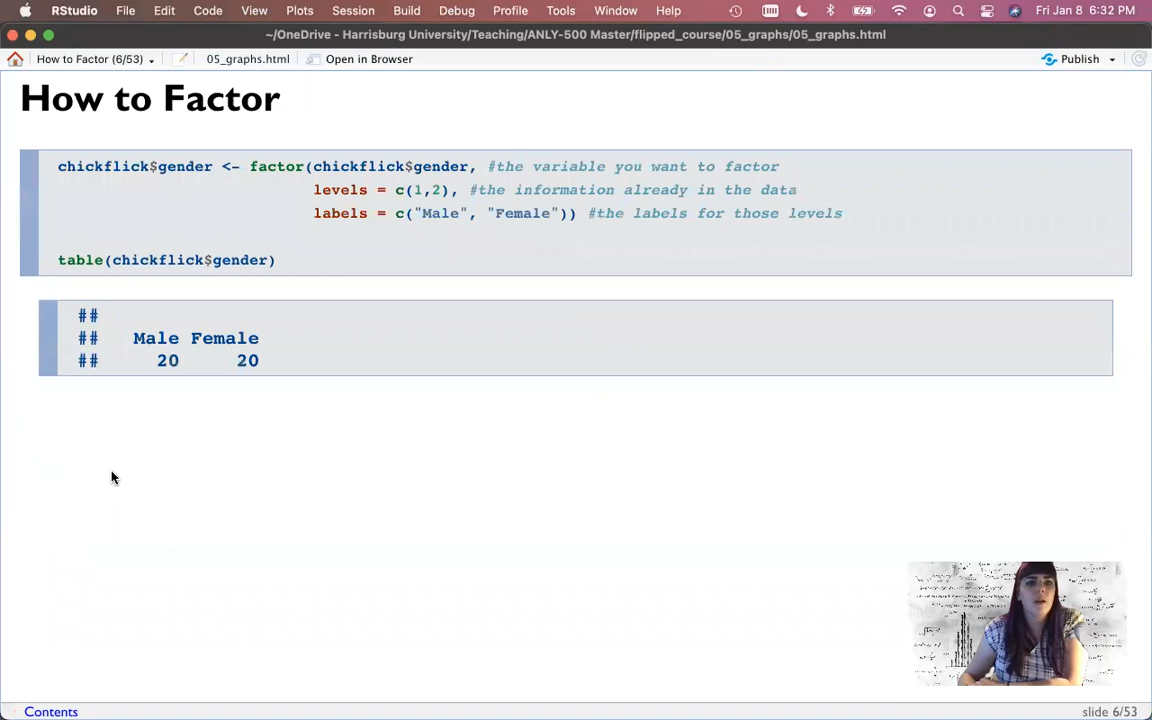 RStudio File Edit Code View Plots Session Build Debug Profile Tools Window Help Fri Jan 8 6:32 PM
~/OneDrive - Harrisburg University/Teaching/ANLY-500 Master/flipped_course/05_graphs/05_graphs.html
How to Factor (6/53) 05_graphs.html Open in Browser Publish
How to Factor
chickflick$gender <- factor(chickflick$gender, #the variable you want to factor
levels = c(1,2), #the information already in the data
labels = c("Male", "Female")) #the labels for those levels
table(chickflick$gender)
##
## Male Female
## 20 20
Contents slide 6/53